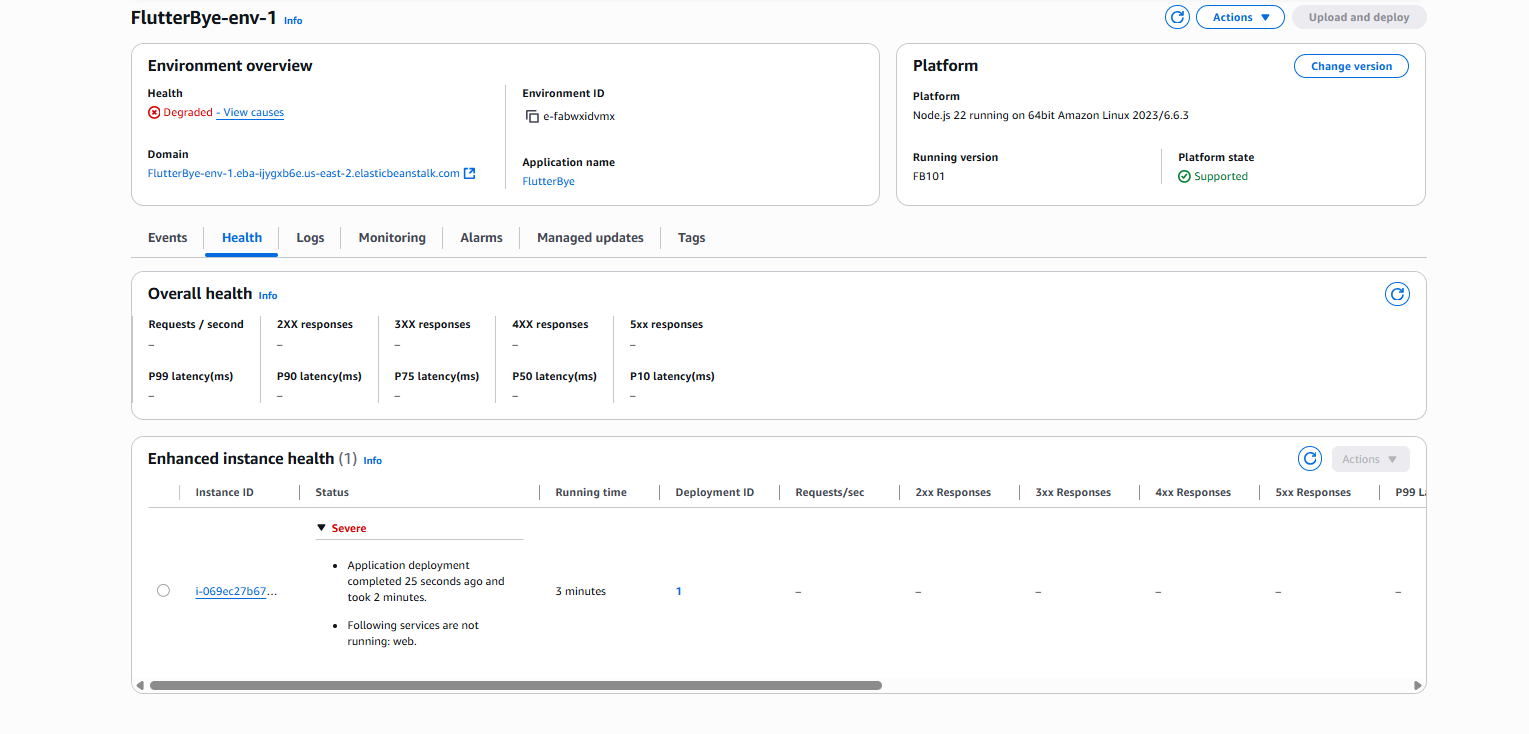 FlutterBye-env-1 Info
Actions
Upload and deploy
Environment overview
Health
Degraded - View causes
Environment ID
e-fabwxidvmx
Domain
FlutterBye-env-1.eba-ijygxb6e.us-east-2.elasticbeanstalk.com
Application name
FlutterBye
Platform
Change version
Platform
Node.js 22 running on 64bit Amazon Linux 2023/6.6.3
Running version
FB101
Platform state
Supported
Events Health Logs Monitoring Alarms Managed updates Tags
Overall health Info
Requests / second 2XX responses 3XX responses 4XX responses 5xx responses
– – – – –
P99 latency(ms) P90 latency(ms) P75 latency(ms) P50 latency(ms) P10 latency(ms)
– – – – –
Enhanced instance health (1) Info
Actions
Instance ID Status Running time Deployment ID Requests/sec 2xx Responses 3xx Responses 4xx Responses 5xx Responses P99 L
Severe
• Application deployment
completed 25 seconds ago and
took 2 minutes.
i-069ec27b67... 3 minutes 1 – – – – – –
• Following services are not
running: web.